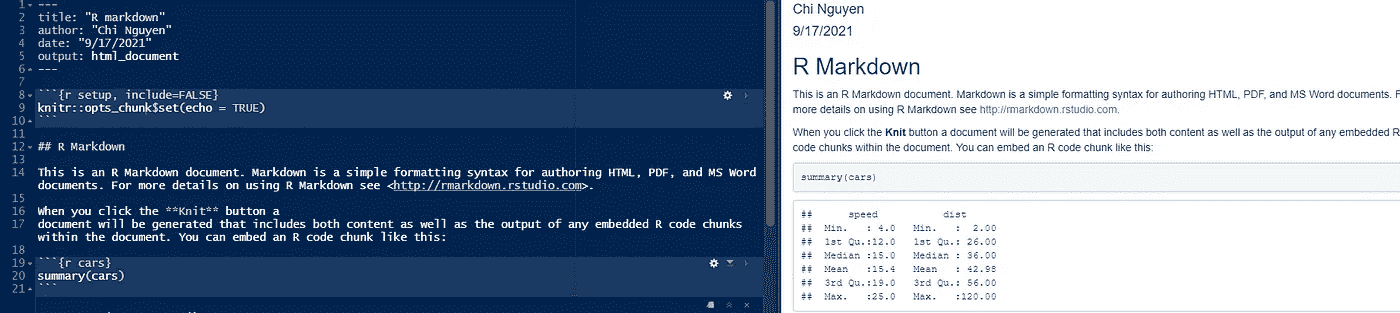 1 ---
2 title: "R markdown"
3 author: "Chi Nguyen"
4 date: "9/17/2021"
5 output: html_document
6 ---
7
8 ```{r setup, include=FALSE}
9 knitr::opts_chunk$set(echo = TRUE)
10 ```
11
12 ## R Markdown
13
14 This is an R Markdown document. Markdown is a simple formatting syntax for authoring HTML, PDF, and MS Word
documents. For more details on using R Markdown see <http://rmarkdown.rstudio.com>.
15
16 When you click the **Knit** button a
17 document will be generated that includes both content as well as the output of any embedded R code chunks
within the document. You can embed an R code chunk like this:
18
19 ```{r cars}
20 summary(cars)
21 ```
Chi Nguyen
9/17/2021
R Markdown
This is an R Markdown document. Markdown is a simple formatting syntax for authoring HTML, PDF, and MS Word documents. F
more details on using R Markdown see http://rmarkdown.rstudio.com.
When you click the Knit button a document will be generated that includes both content as well as the output of any embedded R
code chunks within the document. You can embed an R code chunk like this:
summary(cars)
##      speed           dist
##  Min.   : 4.0   Min.   :  2.00
##  1st Qu.:12.0   1st Qu.: 26.00
##  Median :15.0   Median : 36.00
##  Mean   :15.4   Mean   : 42.98
##  3rd Qu.:19.0   3rd Qu.: 56.00
##  Max.   :25.0   Max.   :120.00